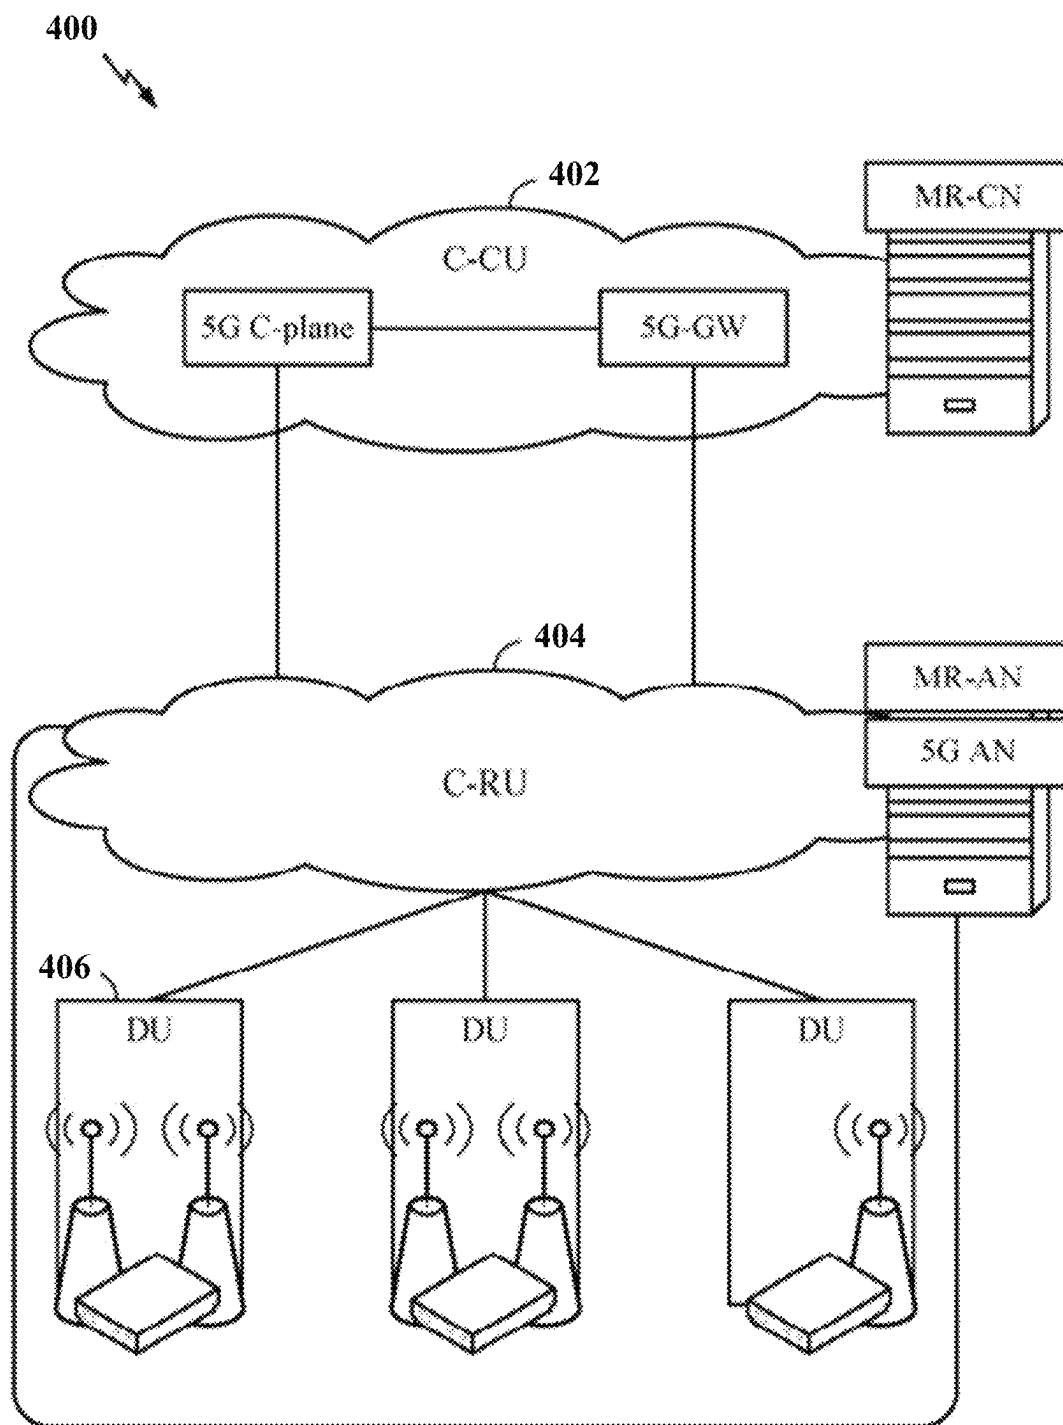 400
402
MR-CN
C-CU
5G C-plane
5G-GW
404
MR-AN
5G AN
C-RU
406
DU
DU
DU